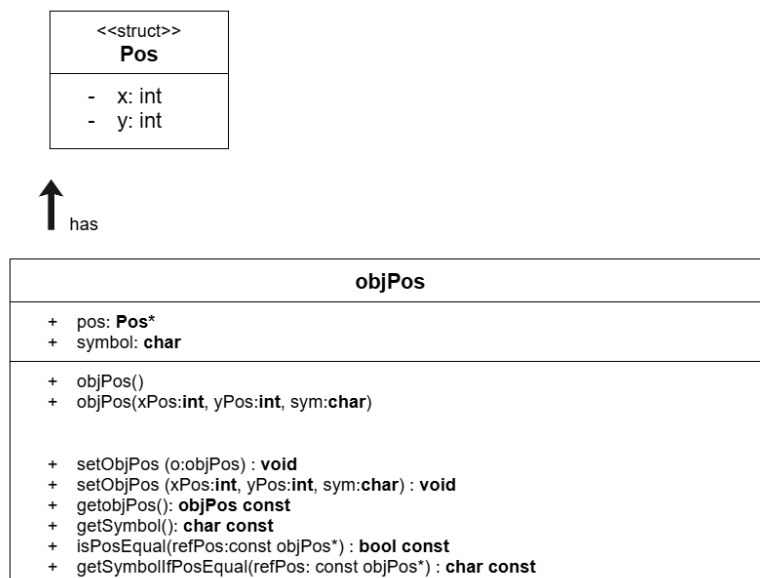 <<struct>>
Pos
- x: int
- y: int
has
objPos
+ pos: Pos*
+ symbol: char
+ objPos()
+ objPos(xPos:int, yPos:int, sym:char)
+ setObjPos (o:objPos) : void
+ setObjPos (xPos:int, yPos:int, sym:char) : void
+ getobjPos(): objPos const
+ getSymbol(): char const
+ isPosEqual(refPos:const objPos*) : bool const
+ getSymbolIfPosEqual(refPos: const objPos*) : char const